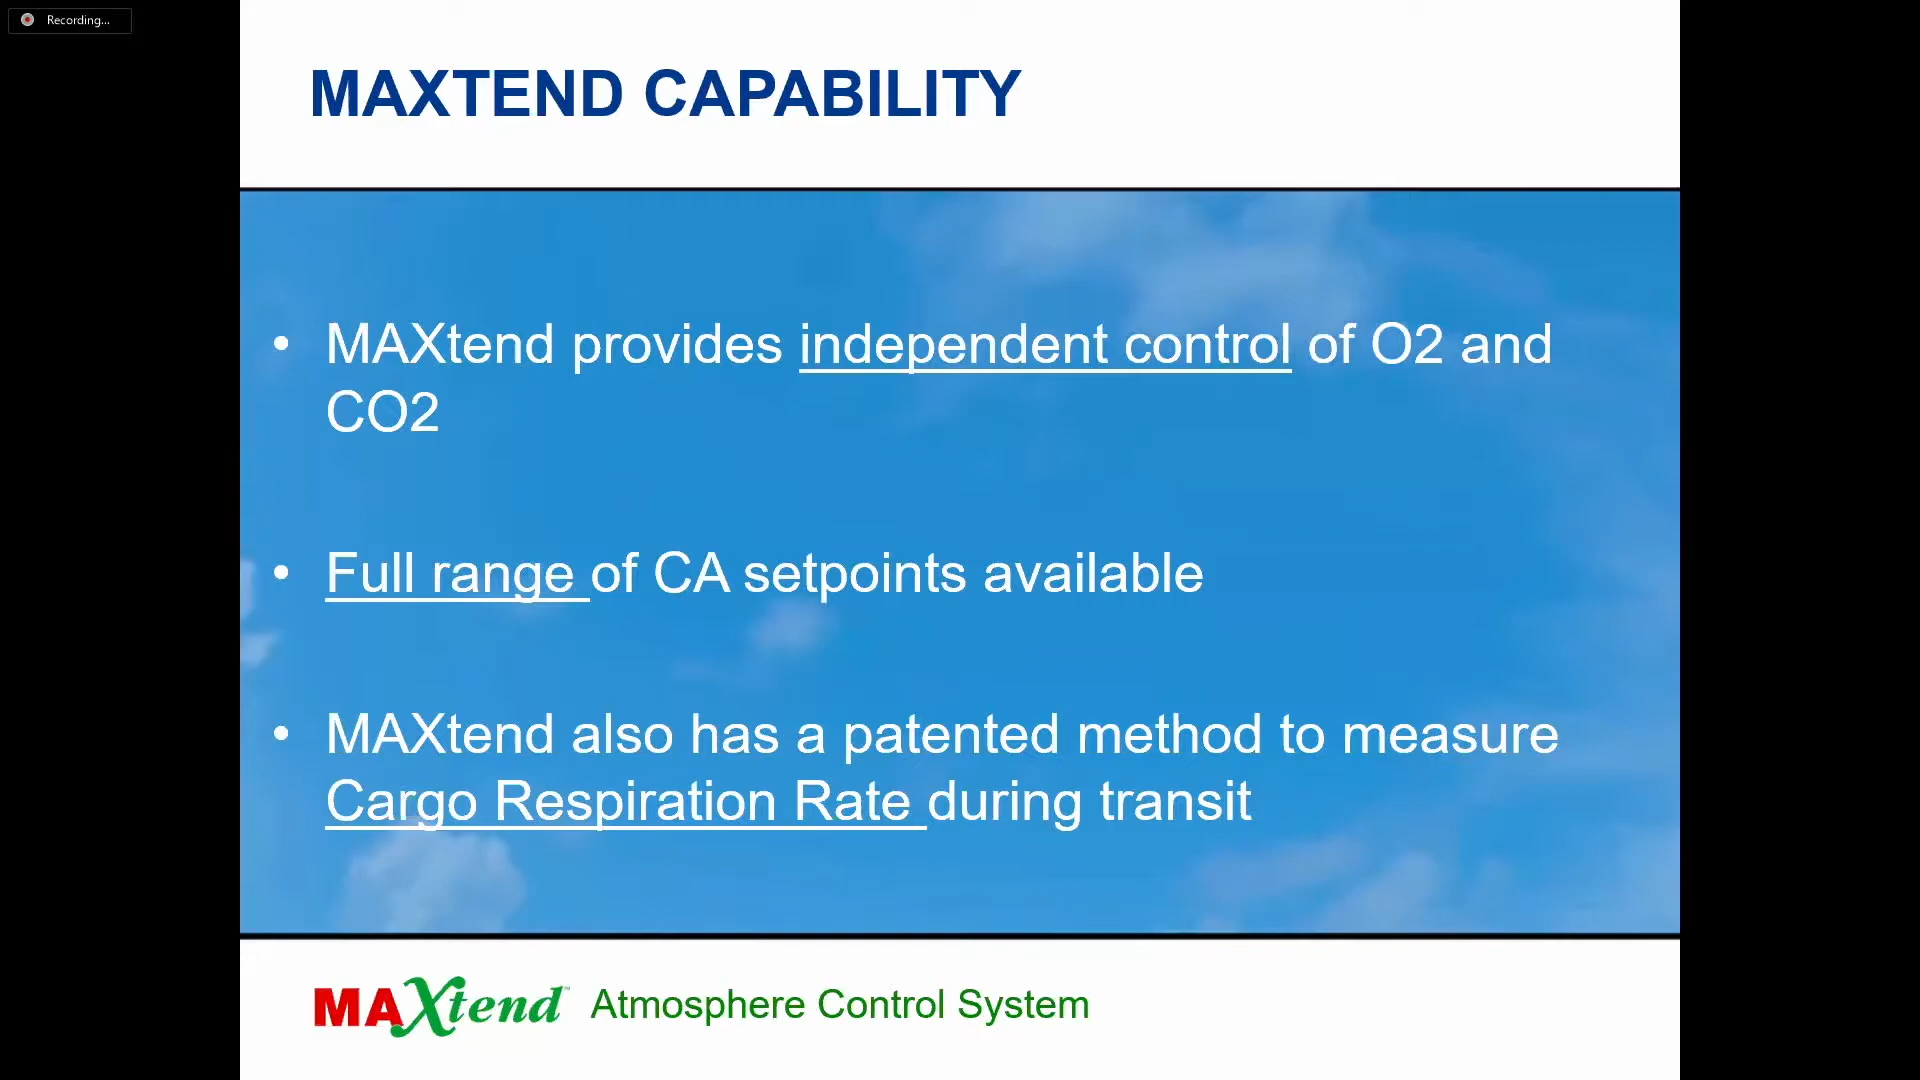 Recording...
MAXTEND CAPABILITY
• MAXtend provides independent control of O2 and
CO2
• Full range of CA setpoints available
• MAXtend also has a patented method to measure
Cargo Respiration Rate during transit
MAXtend™ Atmosphere Control System